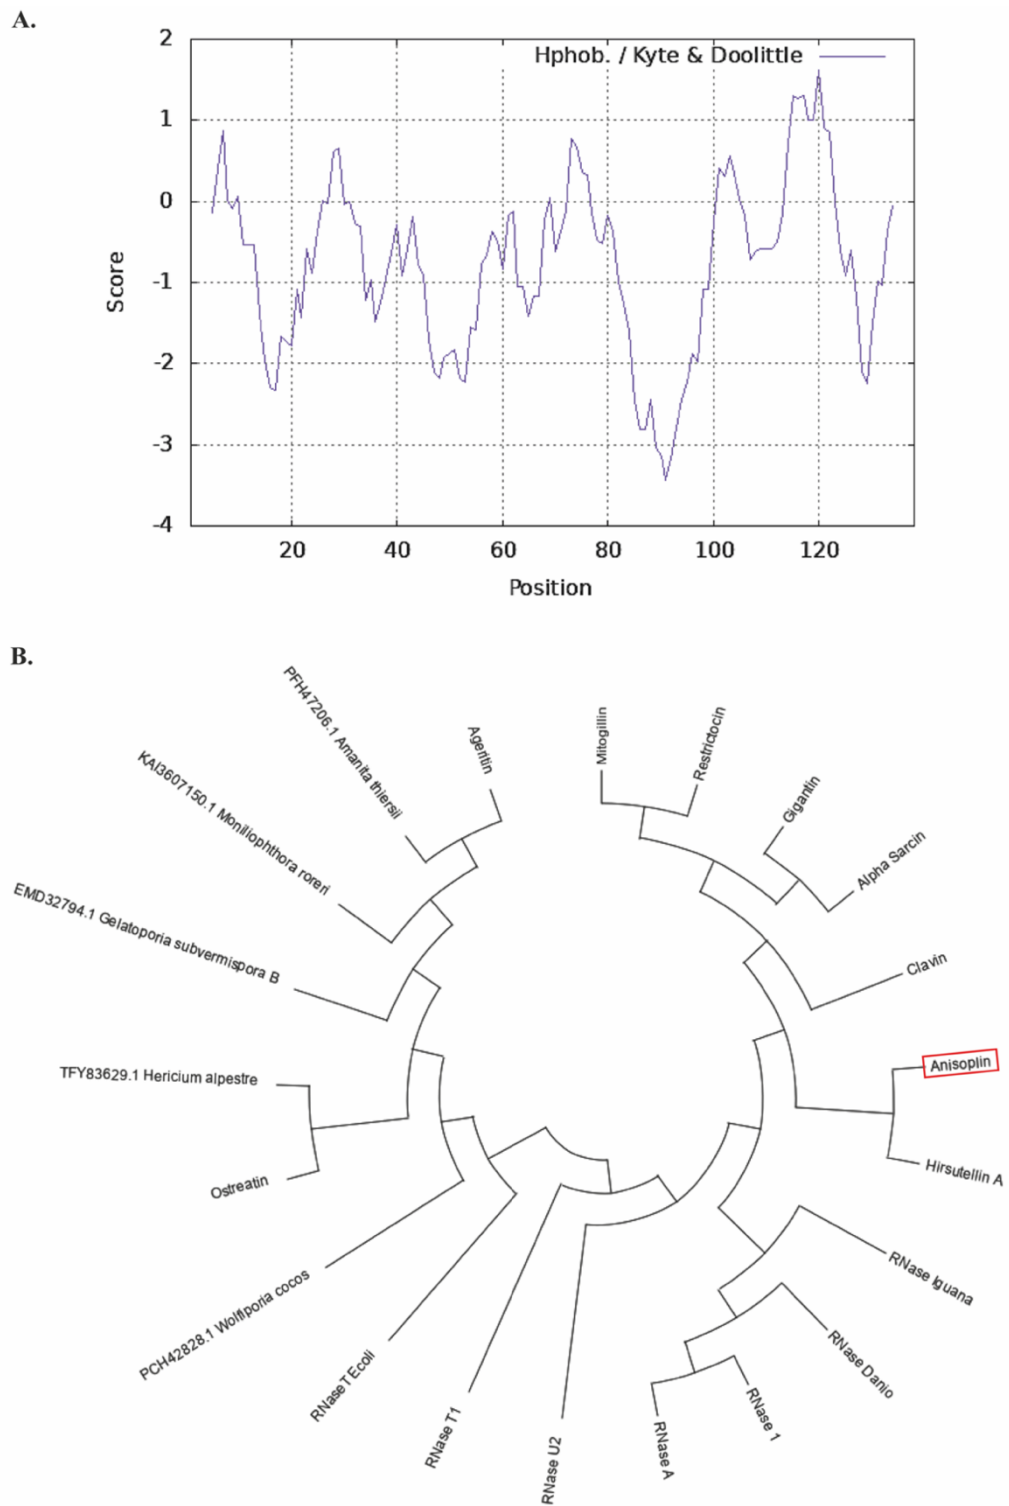 A.
2
Hphob. / Kyte & Doolittle
1
0
-1
-2
-3
-4
Score
20 40 60 80 100 120
Position
B.
PFH47206.1 Amanita thiersii
Ageritin
Mitogillin
Restrictocin
KAI3607150.1 Moniliophthora roreri
Gigantin
Alpha Sarcin
EMD32794.1 Gelatoporia subvermispora B
Clavin
TFY83629.1 Hericium alpestre
Anisoplin
Ostreatin
Hirsutellin A
PCH42828.1 Wolfiporia cocos
RNase Iguana
RNase T Ecoli
RNase Danio
RNase T1
RNase U2
RNase A
RNase 1